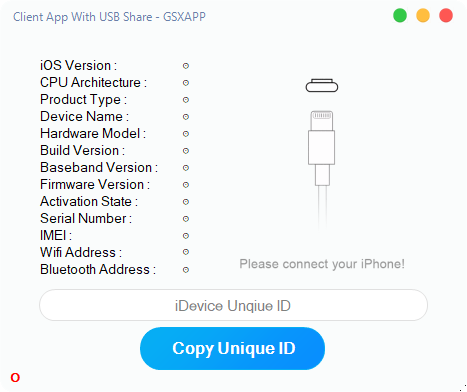 Client App With USB Share - GSXAPP
iOS Version :
CPU Architecture :
Product Type :
Device Name :
Hardware Model :
Build Version :
Baseband Version :
Firmware Version :
Activation State :
Serial Number :
IMEI :
Wifi Address :
Bluetooth Address :
Please connect your iPhone!
iDevice Unqiue ID
Copy Unique ID
O